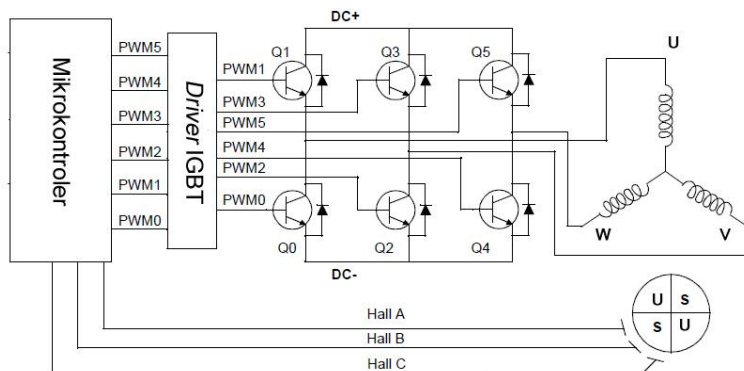 DC+
U
Mikrokontroler
PWM5
PWM4
PWM3
PWM2
PWM1
PWM0
Driver IGBT
PWM1
PWM3
PWM5
PWM4
PWM2
PWM0
Q1
Q3
Q5
Q0
Q2
Q4
W
V
DC-
Hall A
Hall B
Hall C
U S
S U